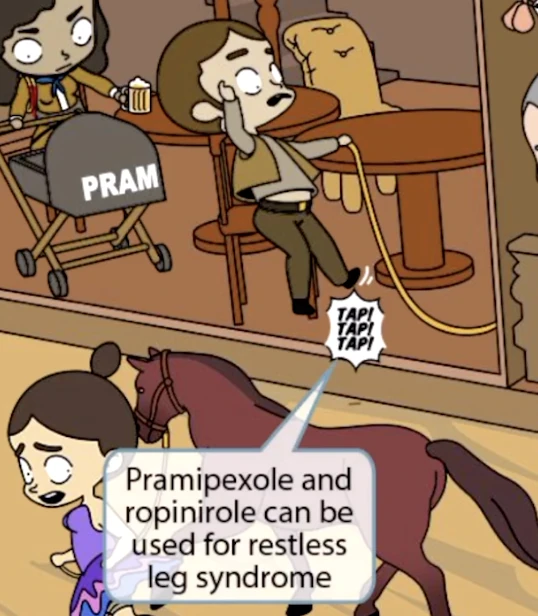 PRAM
TAP!
TAP!
TAP!
Pramipexole and
ropinirole can be
used for restless
leg syndrome